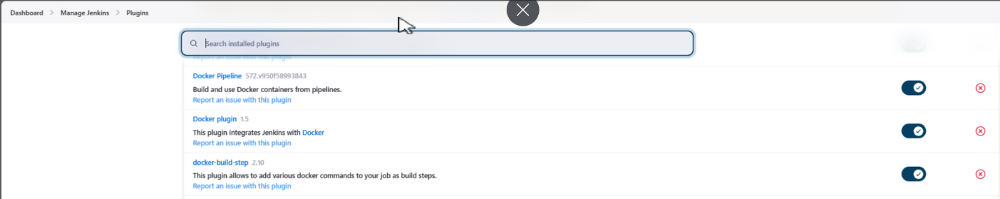 Dashboard > Manage Jenkins > Plugins
Search installed plugins
Report an issue with this plugin
Docker Pipeline 572.v950f58993843
Build and use Docker containers from pipelines.
Report an issue with this plugin
Docker plugin 1.5
This plugin integrates Jenkins with Docker
Report an issue with this plugin
docker-build-step 2.10
This plugin allows to add various docker commands to your job as build steps.
Report an issue with this plugin